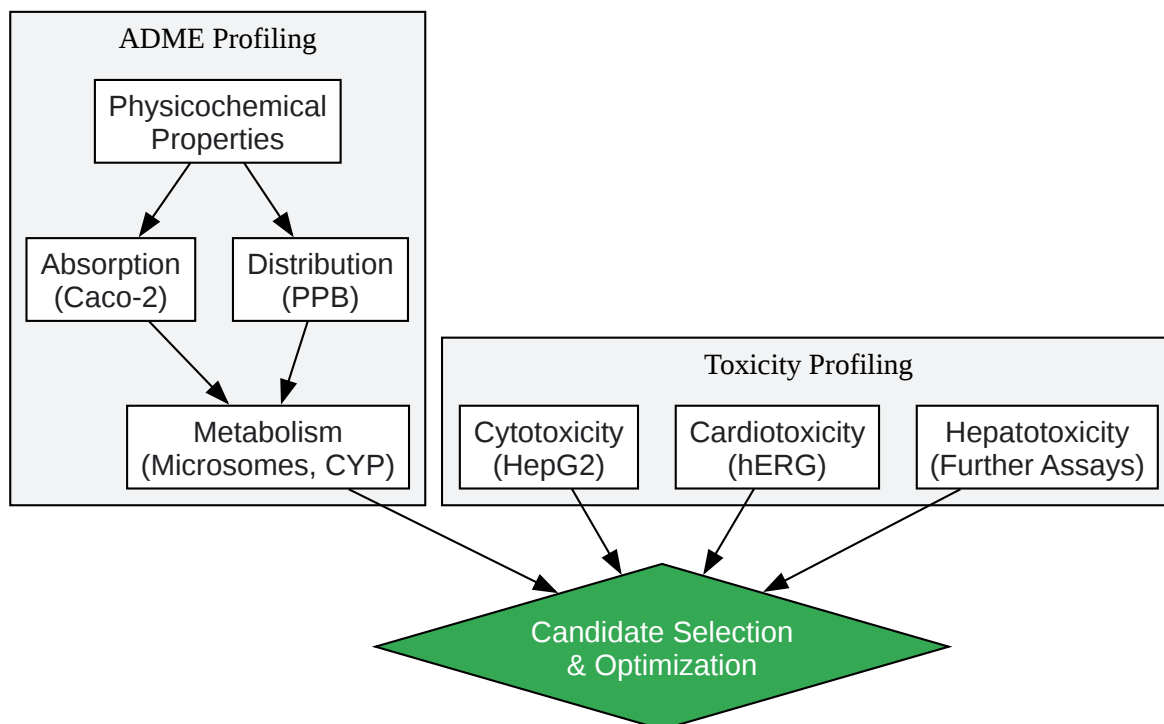 ADME Profiling
Physicochemical
Properties
Absorption
(Caco-2)
Distribution
(PPB)
Metabolism
(Microsomes, CYP)
Toxicity Profiling
Cytotoxicity
(HepG2)
Cardiotoxicity
(hERG)
Hepatotoxicity
(Further Assays)
Candidate Selection
& Optimization